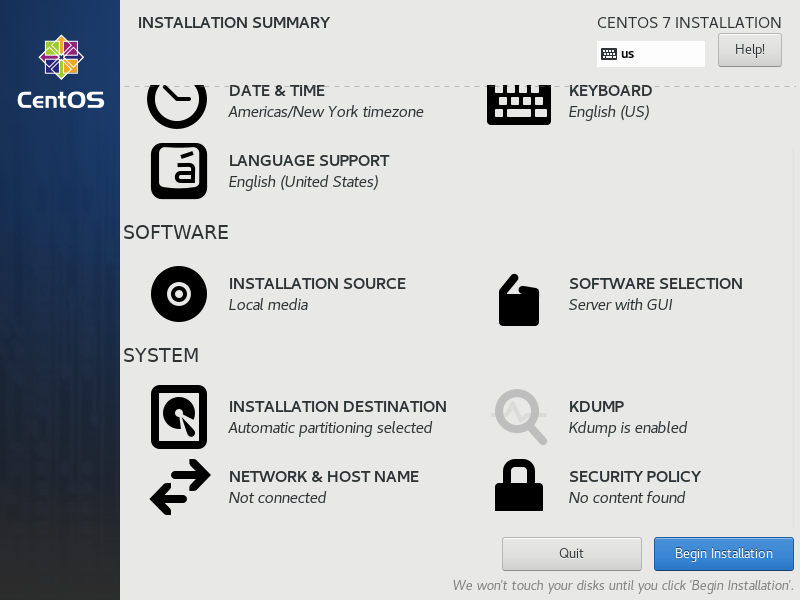 INSTALLATION SUMMARY
CENTOS 7 INSTALLATION
us
Help!
CentOS
DATE & TIME
Americas/New York timezone
KEYBOARD
English (US)
á
LANGUAGE SUPPORT
English (United States)
SOFTWARE
INSTALLATION SOURCE
Local media
SOFTWARE SELECTION
Server with GUI
SYSTEM
INSTALLATION DESTINATION
Automatic partitioning selected
KDUMP
Kdump is enabled
NETWORK & HOST NAME
Not connected
SECURITY POLICY
No content found
Quit
Begin Installation
We won't touch your disks until you click 'Begin Installation'.